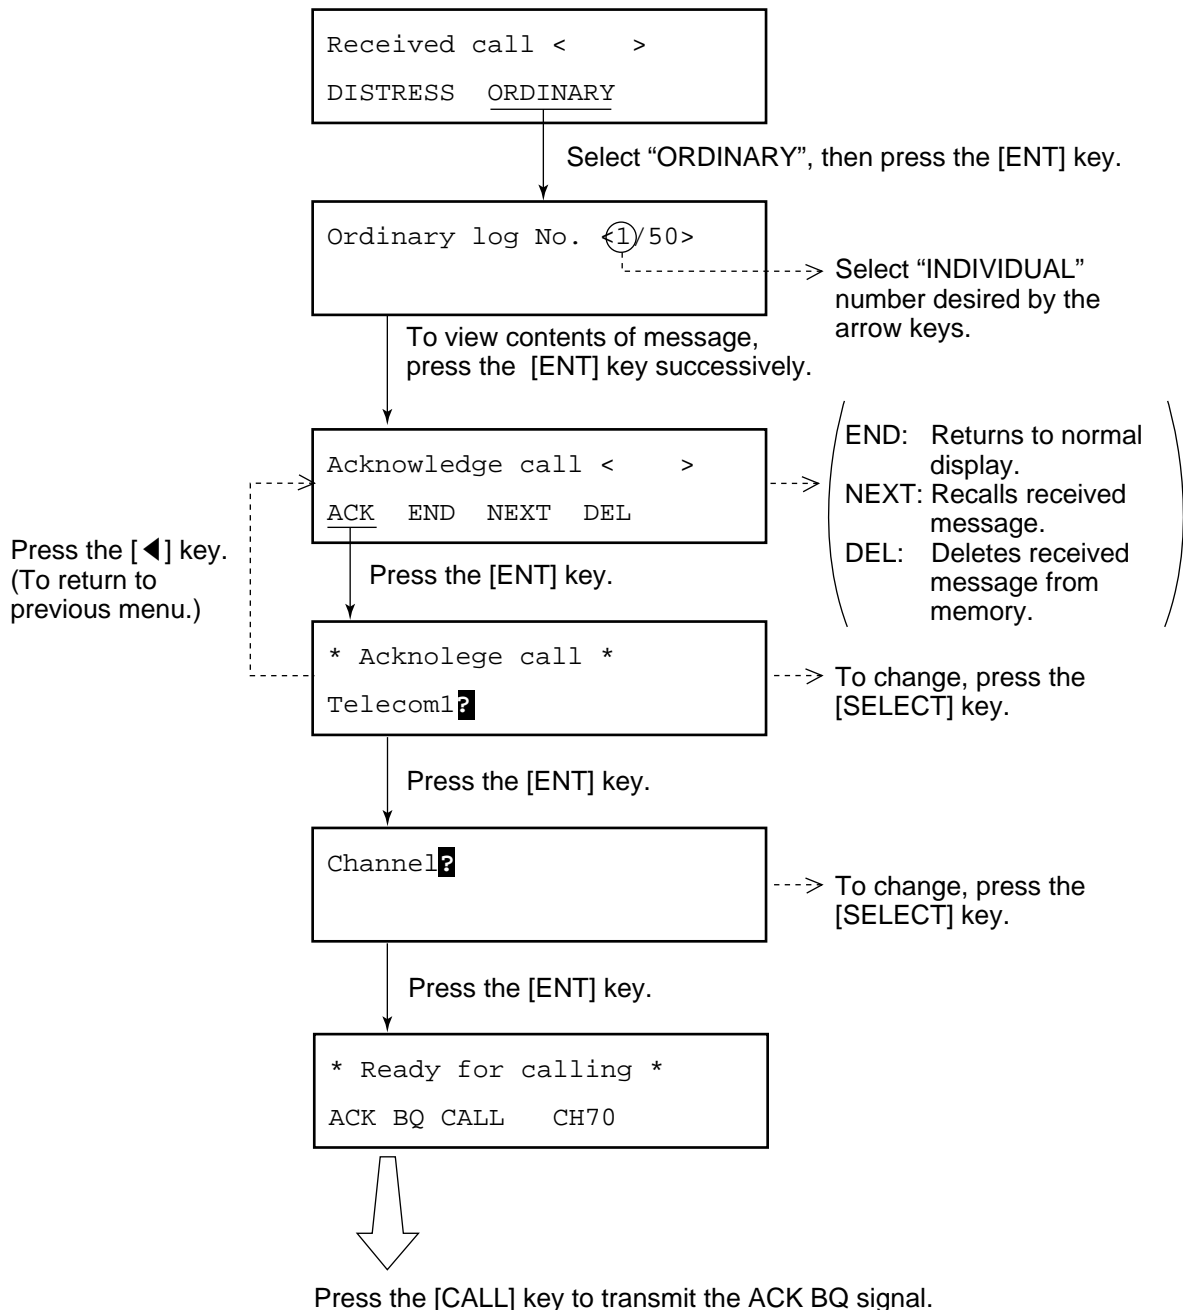 Received call <    >
DISTRESS  ORDINARY
Select “ORDINARY”, then press the [ENT] key.
Ordinary log No. <1/50>
Select “INDIVIDUAL”
number desired by the
arrow keys.
To view contents of message,
press the [ENT] key successively.
Acknowledge call <    >
ACK  END  NEXT  DEL
END: Returns to normal
display.
NEXT: Recalls received
message.
DEL: Deletes received
message from
memory.
Press the [◀] key.
(To return to
previous menu.)
Press the [ENT] key.
* Acknolege call *
Telecom1?
To change, press the
[SELECT] key.
Press the [ENT] key.
Channel?
To change, press the
[SELECT] key.
Press the [ENT] key.
* Ready for calling *
ACK BQ CALL   CH70
Press the [CALL] key to transmit the ACK BQ signal.